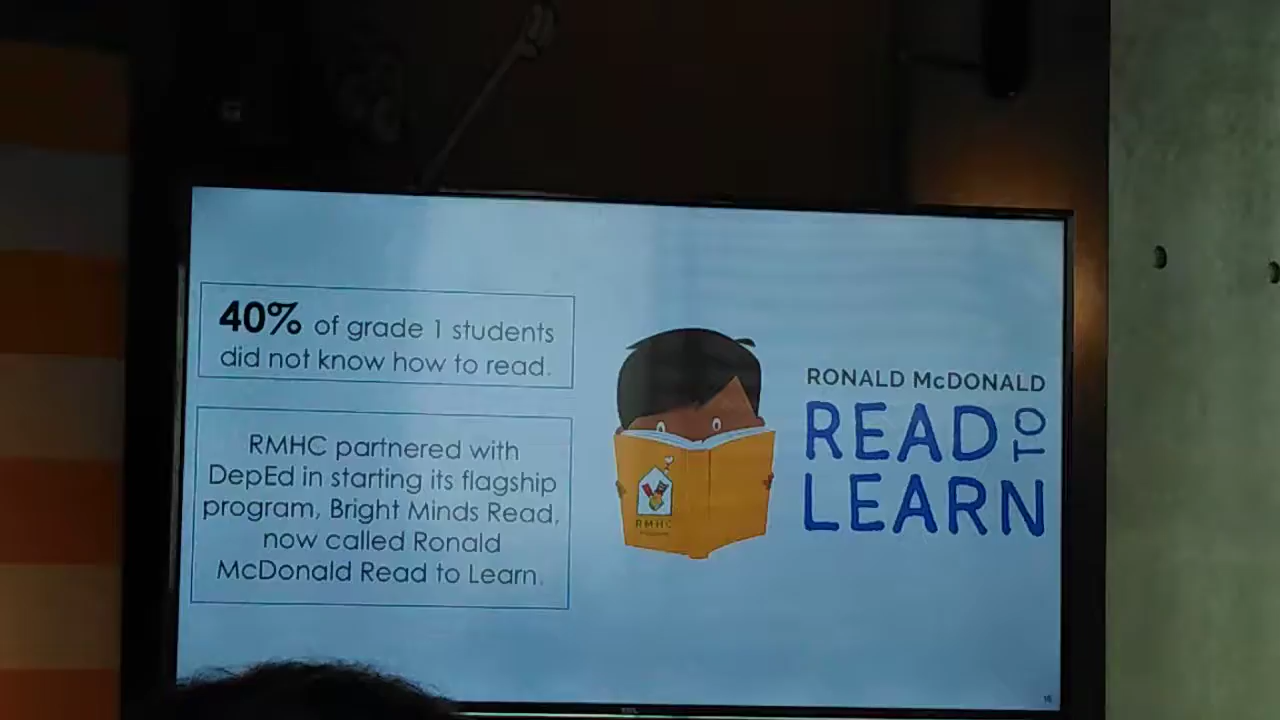 40% of grade 1 students
did not know how to read.
RMHC partnered with
DepEd in starting its flagship
program, Bright Minds Read,
now called Ronald
McDonald Read to Learn.
RMHC
RONALD McDONALD
READ TO
LEARN
TCL